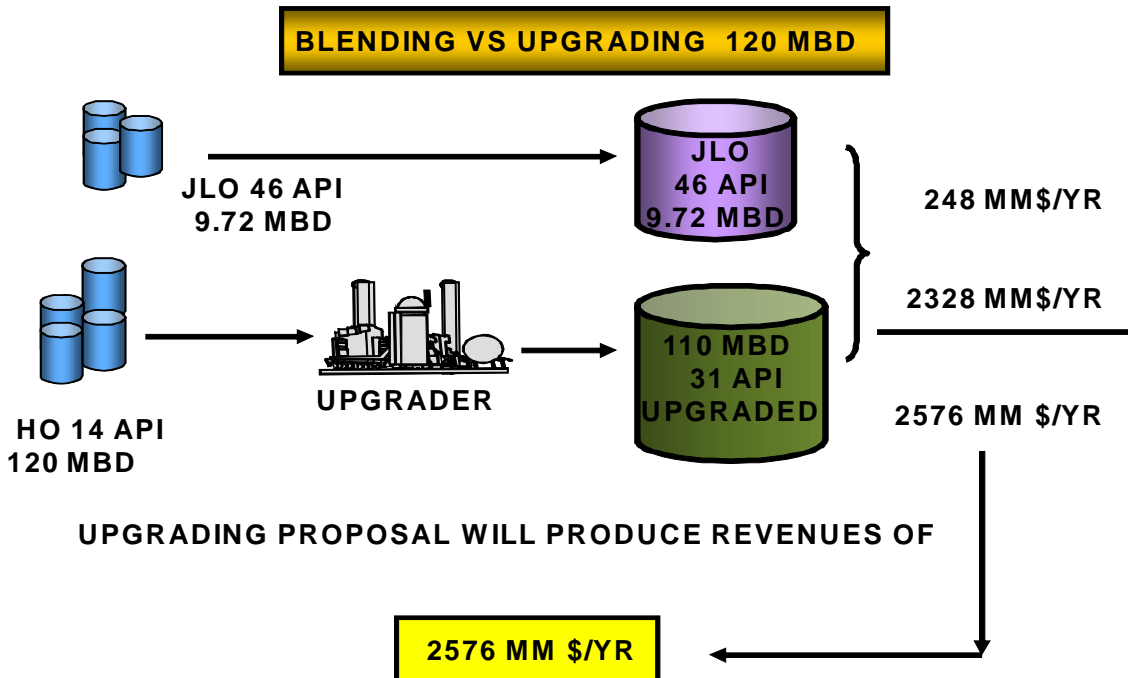 BLENDING VS UPGRADING 120 MBD
JLO 46 API
9.72 MBD
JLO
46 API
9.72 MBD
248 MM$/YR
HO 14 API
120 MBD
UPGRADER
110 MBD
31 API
UPGRADED
2328 MM$/YR
2576 MM $/YR
UPGRADING PROPOSAL WILL PRODUCE REVENUES OF
2576 MM $/YR